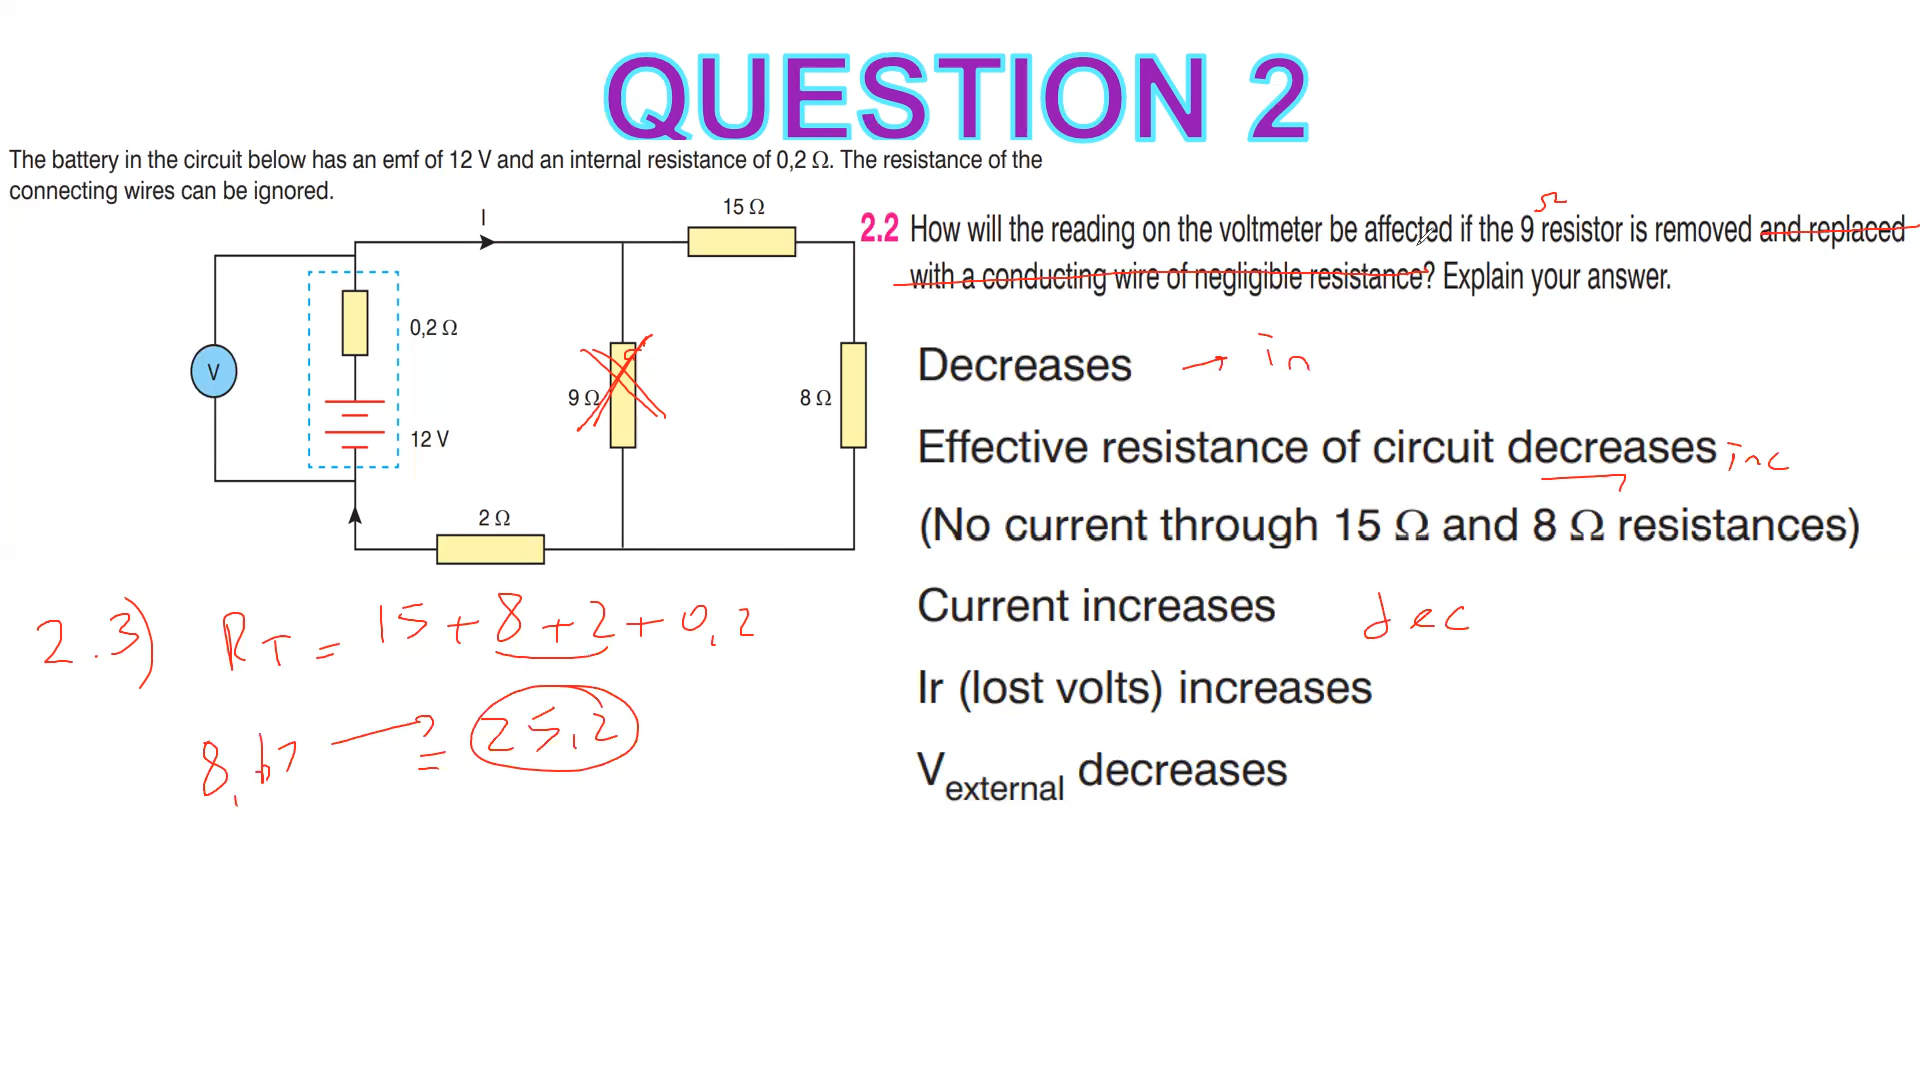 QUESTION 2
The battery in the circuit below has an emf of 12 V and an internal resistance of 0,2 Ω. The resistance of the
connecting wires can be ignored.
I
15 Ω
0,2 Ω
V
12 V
9 Ω
8 Ω
2 Ω
2.3) RT = 15 + 8 + 2 + 0,2
8,67 → = 25,2
Ω
2.2 How will the reading on the voltmeter be affected if the 9 resistor is removed and replaced
with a conducting wire of negligible resistance? Explain your answer.
Decreases → in
Effective resistance of circuit decreases inc
(No current through 15 Ω and 8 Ω resistances)
Current increases dec
Ir (lost volts) increases
Vexternal decreases